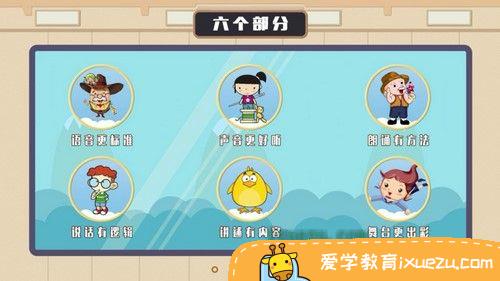 六个部分
语音更标准
声音更好听
朗诵有方法
说话有逻辑
讲述有内容
舞台更出彩
爱学教育ixuezu.com